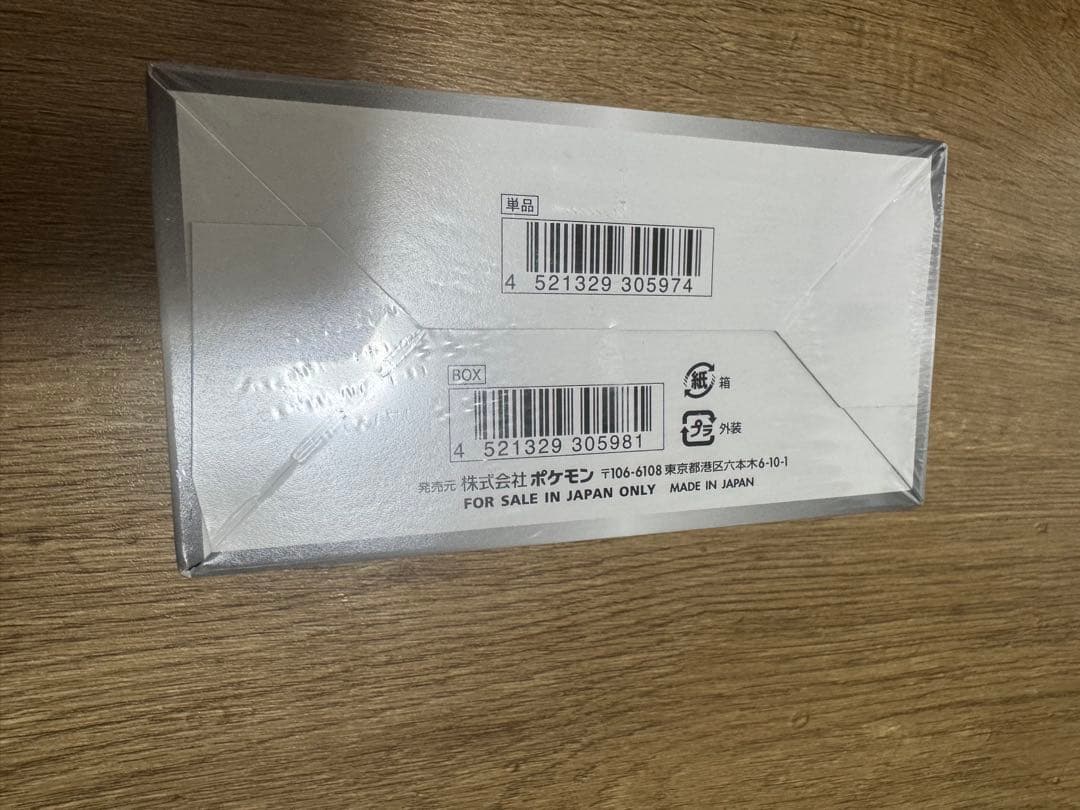 単品
4 521329 305974
BOX
4 521329 305981
紙 箱
プラ 外装
発売元 株式会社 ポケモン 〒106-6108 東京都港区六本木6-10-1
FOR SALE IN JAPAN ONLY MADE IN JAPAN